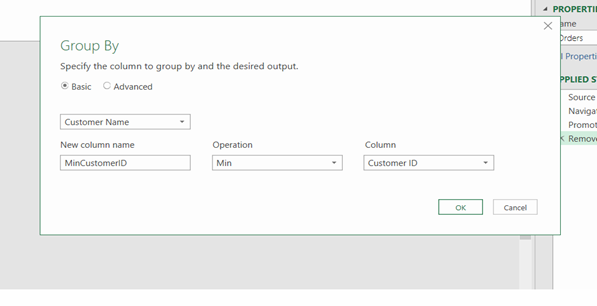 PROPERTI
Group By
ame
Specify the column to group by and the desired output.
Orders
Basic Advanced
l Properti
PPLIED S
Source
Customer Name
Navigat
New column name Operation Column
Promot
MinCustomerID Min Customer ID
Remove
OK Cancel